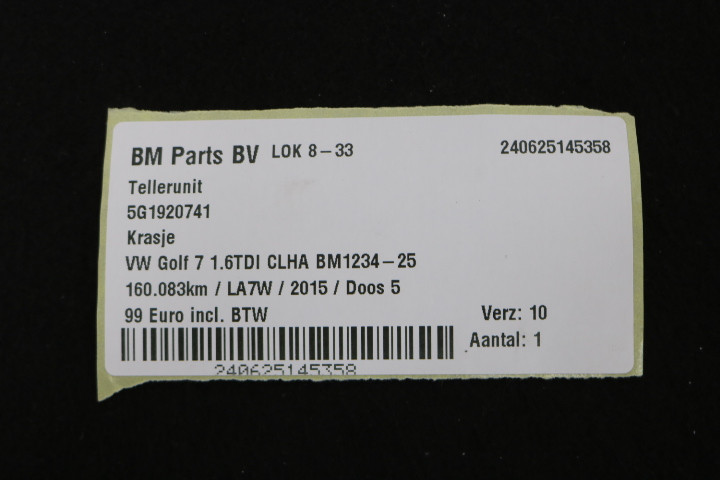 BM Parts BV LOK 8-33 240625145358
Tellerunit
5G1920741
Krasje
VW Golf 7 1.6TDI CLHA BM1234-25
160.083km / LA7W / 2015 / Doos 5
99 Euro incl. BTW Verz: 10
Aantal: 1
240625145358